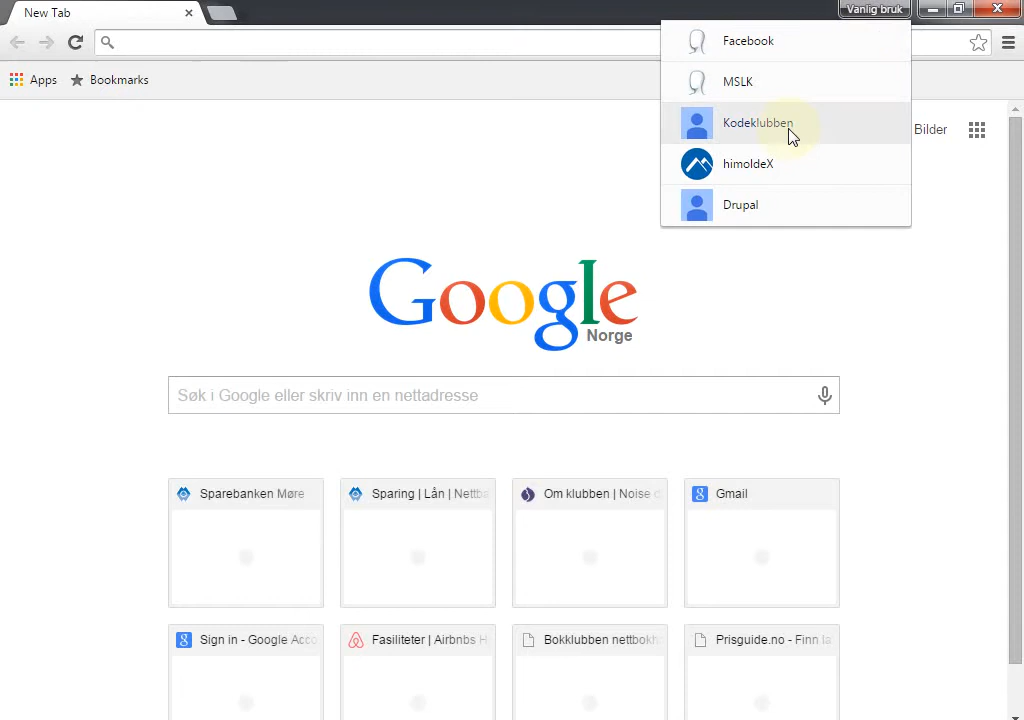 New Tab
Vanlig bruk
Apps
Bookmarks
Facebook
MSLK
Kodeklubben
himoldeX
Drupal
Bilder
Google
Norge
Søk i Google eller skriv inn en nettadresse
Sparebanken Møre
Sparing | Lån | Nettba
Om klubben | Noise
Gmail
Sign in - Google Acco
Fasiliteter | Airbnbs H
Bokklubben nettbokh
Prisguide.no - Finn la